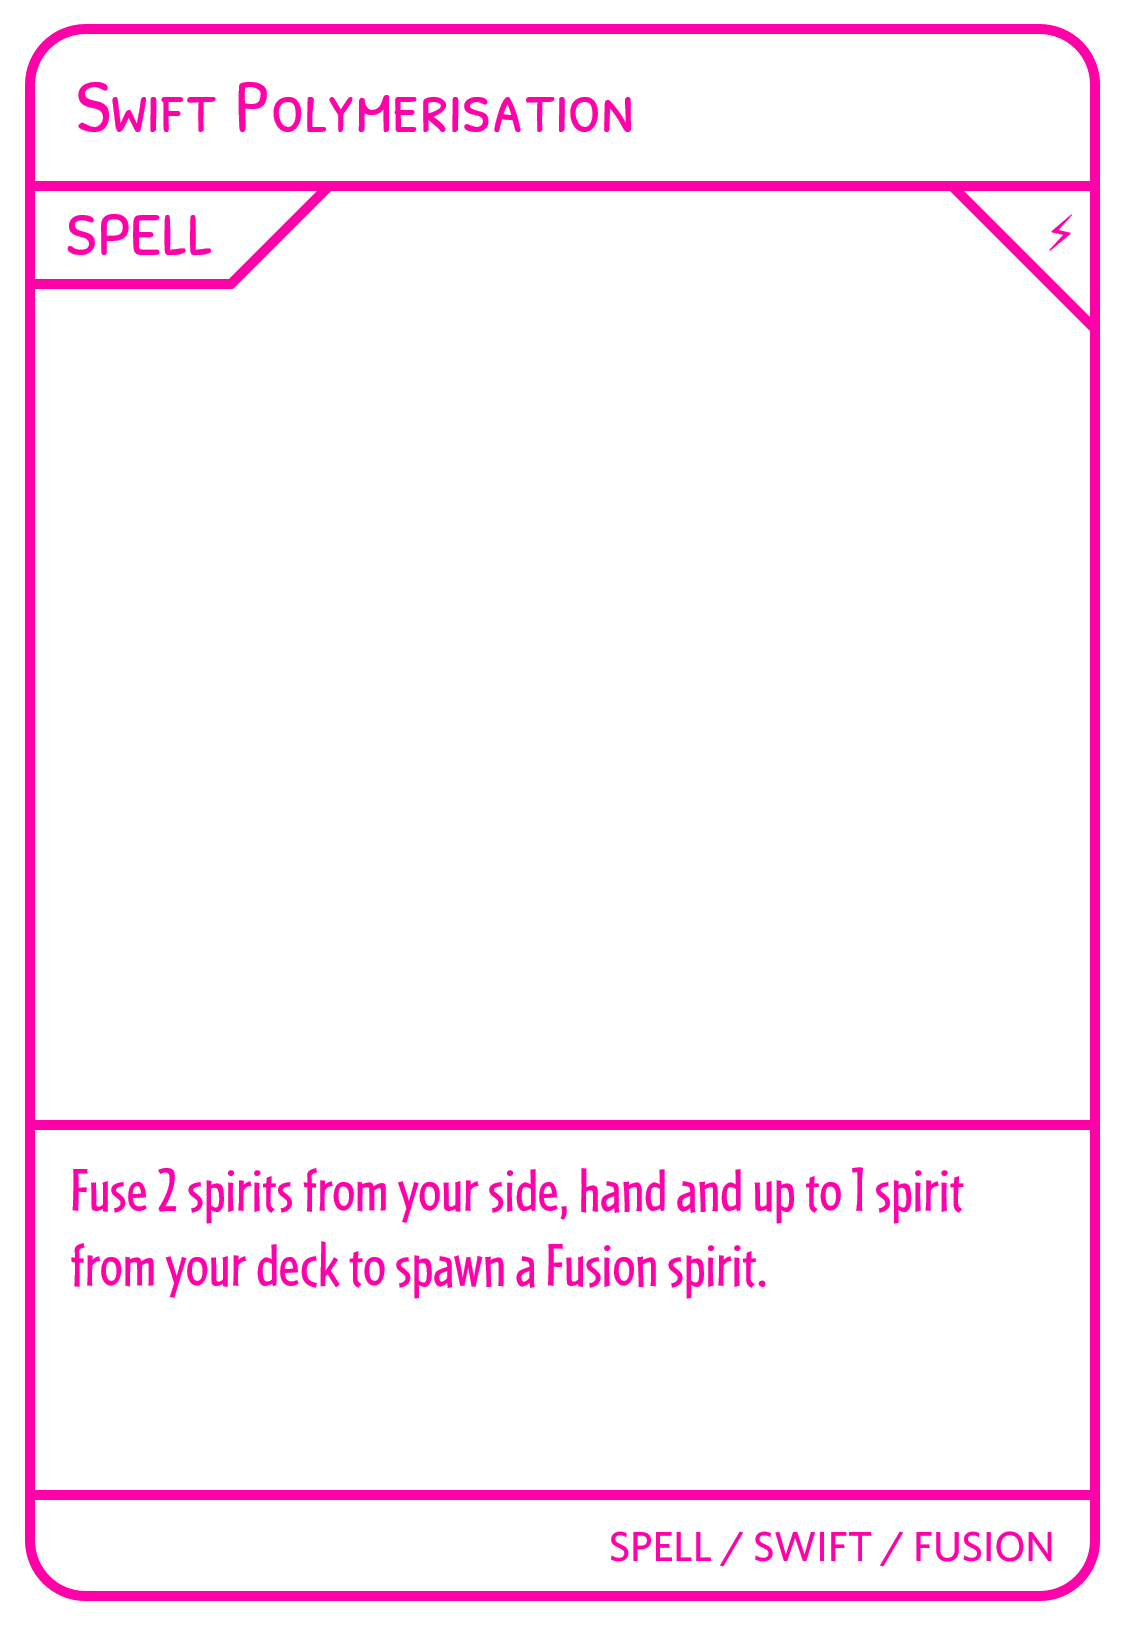 Swift Polymerisation
SPELL
⚡
Fuse 2 spirits from your side, hand and up to 1 spirit
from your deck to spawn a Fusion spirit.
SPELL / SWIFT / FUSION